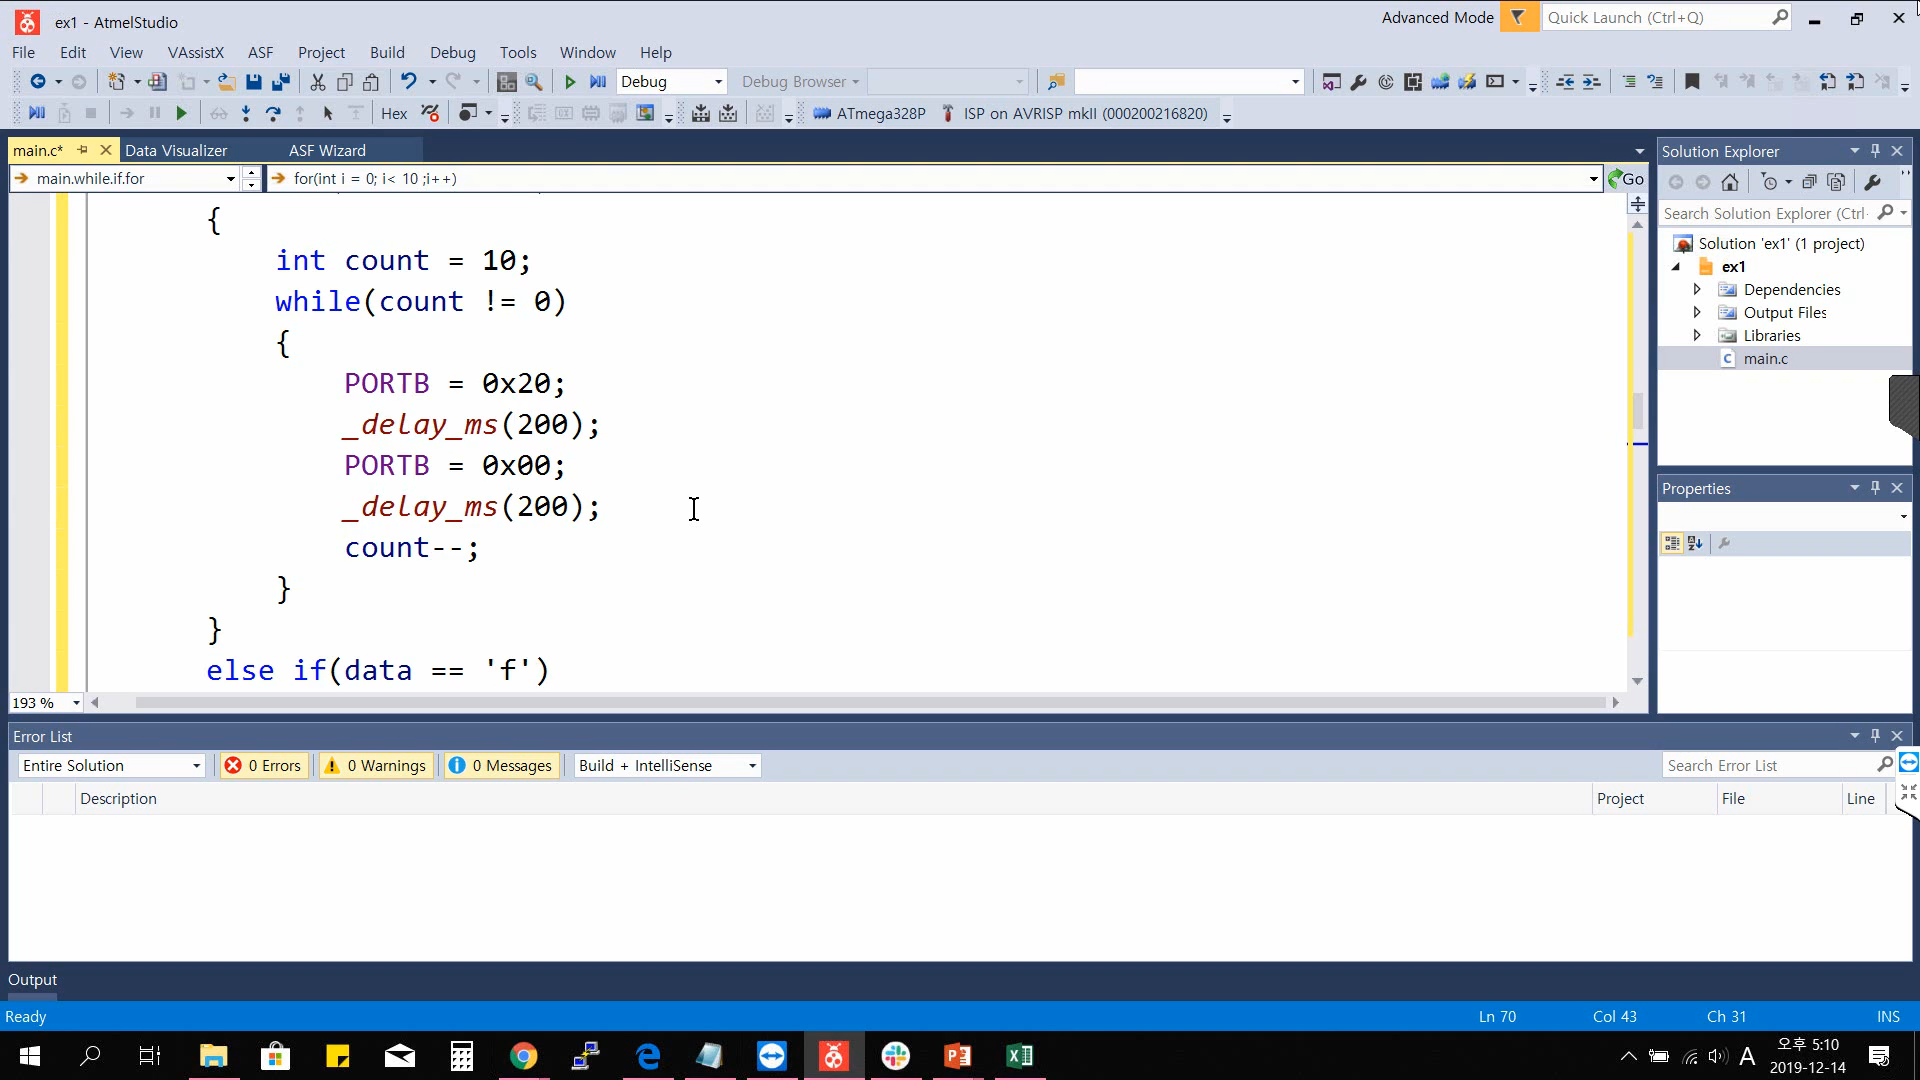 ex1 - AtmelStudio
Advanced Mode
Quick Launch (Ctrl+Q)
File Edit View VAssistX ASF Project Build Debug Tools Window Help
Debug
Debug Browser
Hex
ATmega328P
ISP on AVRISP mkII (000200216820)
main.c*
Data Visualizer
ASF Wizard
main.while.if.for
for(int i = 0; i< 10 ;i++)
Go
{
int count = 10;
while(count != 0)
{
PORTB = 0x20;
_delay_ms(200);
PORTB = 0x00;
_delay_ms(200);
count--;
}
}
else if(data == 'f')
193 %
Solution Explorer
Search Solution Explorer (Ctrl
Solution 'ex1' (1 project)
ex1
Dependencies
Output Files
Libraries
main.c
Properties
Error List
Entire Solution
0 Errors
0 Warnings
0 Messages
Build + IntelliSense
Search Error List
Description
Project
File
Line
Output
Ready
Ln 70
Col 43
Ch 31
INS
A
오후 5:10
2019-12-14